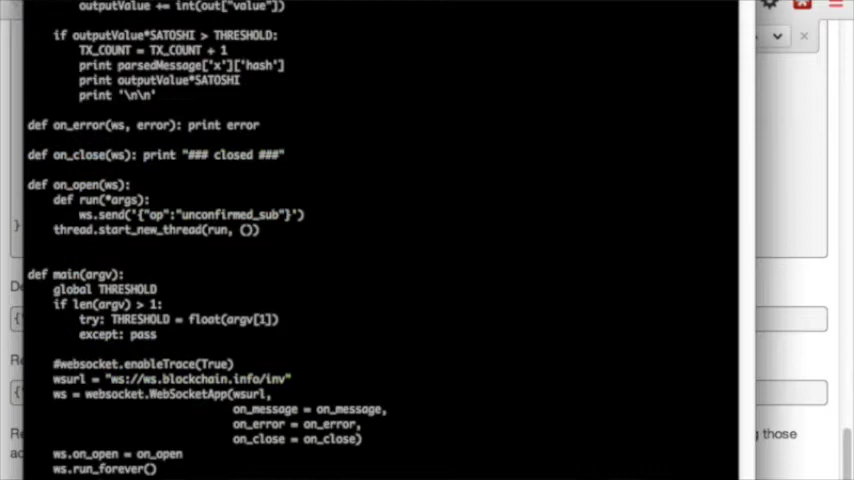 outputValue += int(out["value"])
if outputValue*SATOSHI > THRESHOLD:
TX_COUNT = TX_COUNT + 1
print parsedMessage['x']['hash']
print outputValue*SATOSHI
print '\n\n'
def on_error(ws, error): print error
def on_close(ws): print "### closed ###"
def on_open(ws):
def run(*args):
ws.send('{"op":"unconfirmed_sub"}')
thread.start_new_thread(run, ())
}
def main(argv):
global THRESHOLD
De
if len(argv) > 1:
{"
try: THRESHOLD = float(argv[1])
except: pass
Re
#websocket.enableTrace(True)
wsurl = "ws://ws.blockchain.info/inv"
{"
ws = websocket.WebSocketApp(wsurl,
on_message = on_message,
on_error = on_error,
Re
g those
on_close = on_close)
ac
ws.on_open = on_open
ws.run_forever()